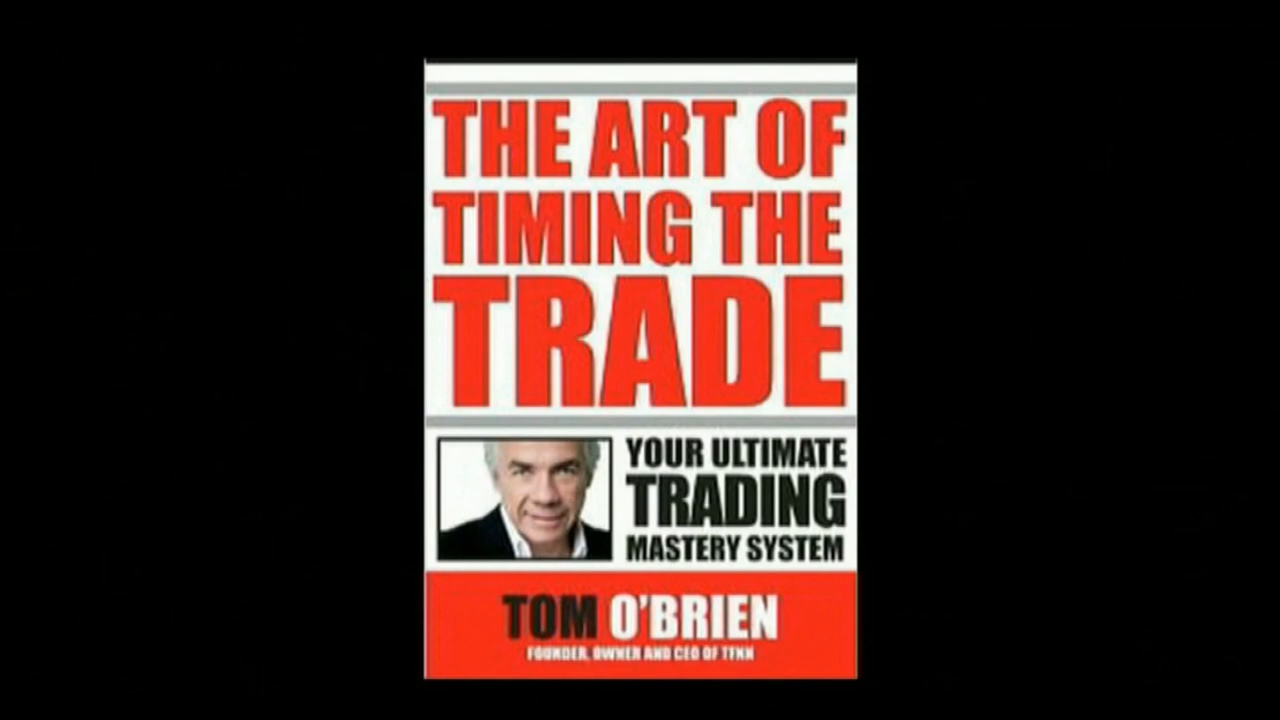 THE ART OF
TIMING THE
TRADE
YOUR ULTIMATE
TRADING
MASTERY SYSTEM
TOM O'BRIEN
FOUNDER, OWNER AND CEO OF TFNN